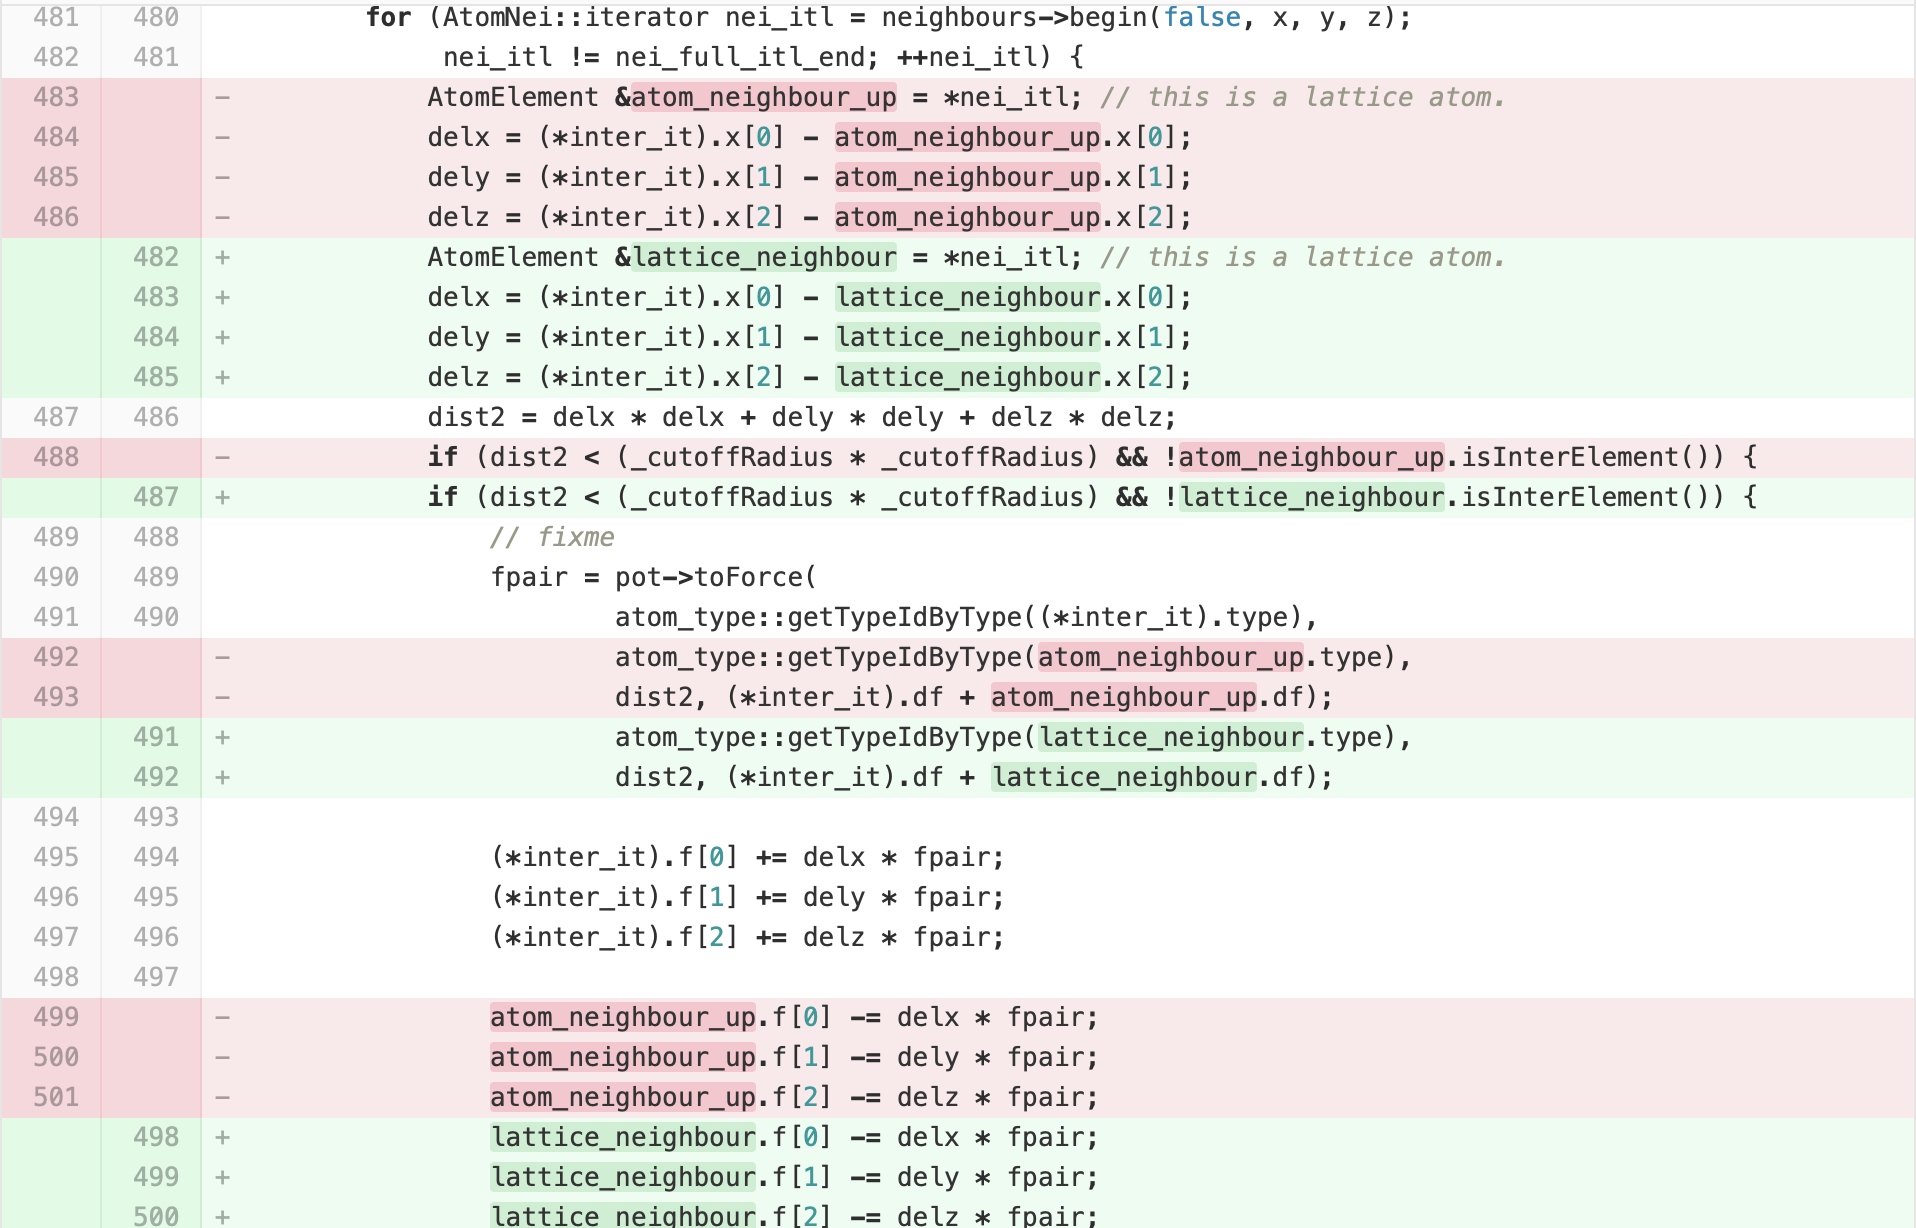 481 480 for (AtomNei::iterator nei_itl = neighbours->begin(false, x, y, z);
482 481 nei_itl != nei_full_itl_end; ++nei_itl) {
483 - AtomElement &atom_neighbour_up = *nei_itl; // this is a lattice atom.
484 - delx = (*inter_it).x[0] - atom_neighbour_up.x[0];
485 - dely = (*inter_it).x[1] - atom_neighbour_up.x[1];
486 - delz = (*inter_it).x[2] - atom_neighbour_up.x[2];
482 + AtomElement &lattice_neighbour = *nei_itl; // this is a lattice atom.
483 + delx = (*inter_it).x[0] - lattice_neighbour.x[0];
484 + dely = (*inter_it).x[1] - lattice_neighbour.x[1];
485 + delz = (*inter_it).x[2] - lattice_neighbour.x[2];
487 486 dist2 = delx * delx + dely * dely + delz * delz;
488 - if (dist2 < (_cutoffRadius * _cutoffRadius) && !atom_neighbour_up.isInterElement()) {
487 + if (dist2 < (_cutoffRadius * _cutoffRadius) && !lattice_neighbour.isInterElement()) {
489 488 // fixme
490 489 fpair = pot->toForce(
491 490 atom_type::getTypeIdByType((*inter_it).type),
492 - atom_type::getTypeIdByType(atom_neighbour_up.type),
493 - dist2, (*inter_it).df + atom_neighbour_up.df);
491 + atom_type::getTypeIdByType(lattice_neighbour.type),
492 + dist2, (*inter_it).df + lattice_neighbour.df);
494 493
495 494 (*inter_it).f[0] += delx * fpair;
496 495 (*inter_it).f[1] += dely * fpair;
497 496 (*inter_it).f[2] += delz * fpair;
498 497
499 - atom_neighbour_up.f[0] -= delx * fpair;
500 - atom_neighbour_up.f[1] -= dely * fpair;
501 - atom_neighbour_up.f[2] -= delz * fpair;
498 + lattice_neighbour.f[0] -= delx * fpair;
499 + lattice_neighbour.f[1] -= dely * fpair;
500 + lattice_neighbour.f[2] -= delz * fpair;